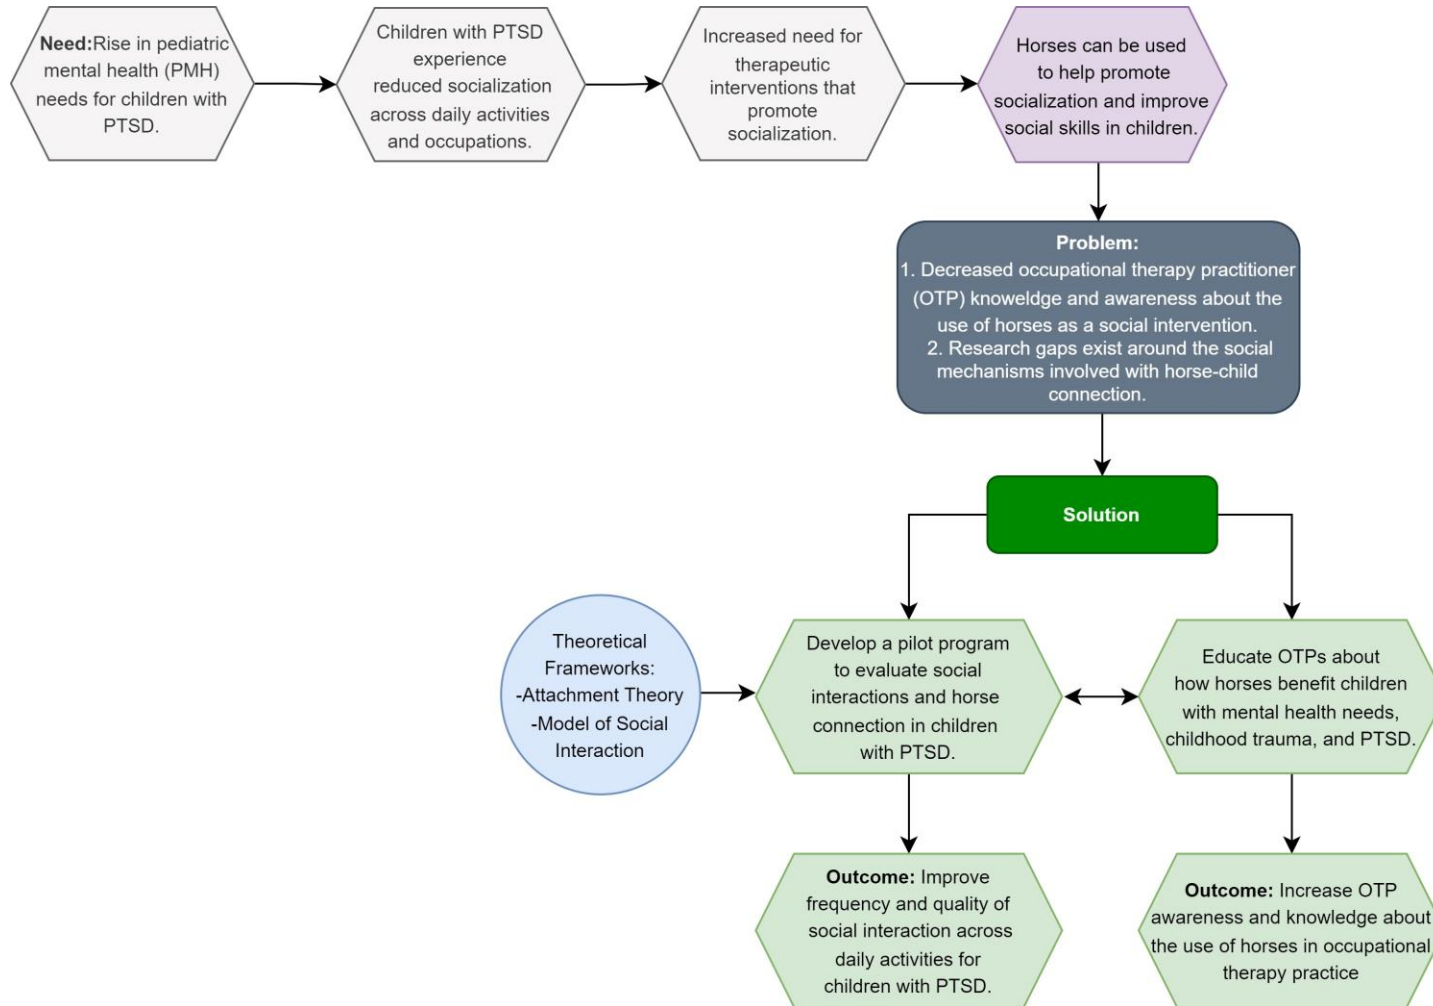 Need:Rise in pediatric
mental health (PMH)
needs for children with
PTSD.
Children with PTSD
experience
reduced socialization
across daily activities
and occupations.
Increased need for
therapeutic
interventions that
promote
socialization.
Horses can be used
to help promote
socialization and improve
social skills in children.
Problem:
1. Decreased occupational therapy practitioner
(OTP) knoweldge and awareness about the
use of horses as a social intervention.
2. Research gaps exist around the social
mechanisms involved with horse-child
connection.
Solution
Theoretical
Frameworks:
-Attachment Theory
-Model of Social
Interaction
Develop a pilot program
to evaluate social
interactions and horse
connection in children
with PTSD.
Educate OTPs about
how horses benefit children
with mental health needs,
childhood trauma, and PTSD.
Outcome: Improve
frequency and quality of
social interaction across
daily activities for
children with PTSD.
Outcome: Increase OTP
awareness and knowledge about
the use of horses in occupational
therapy practice